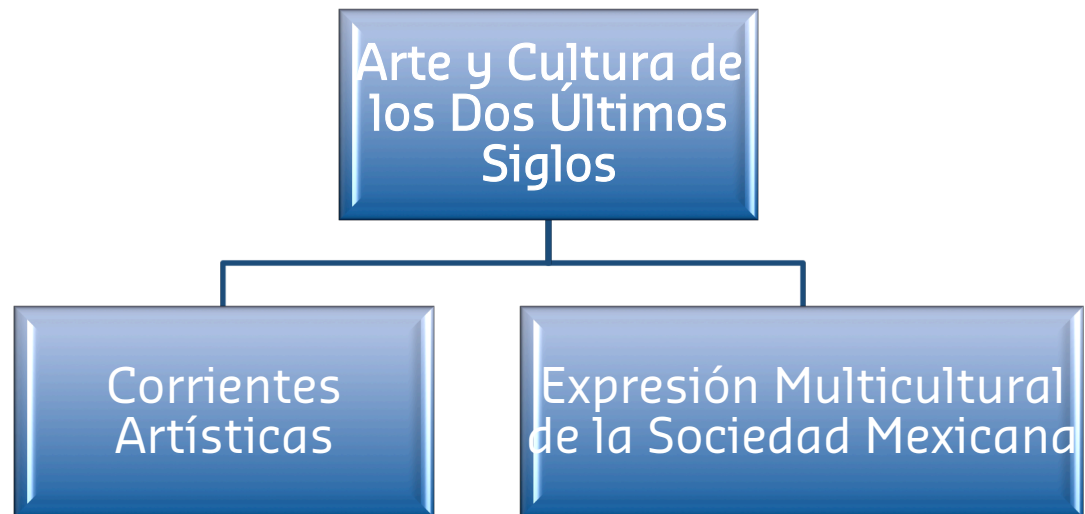 Arte y Cultura de
los Dos Últimos
Siglos
Corrientes
Artísticas
Expresión Multicultural
de la Sociedad Mexicana